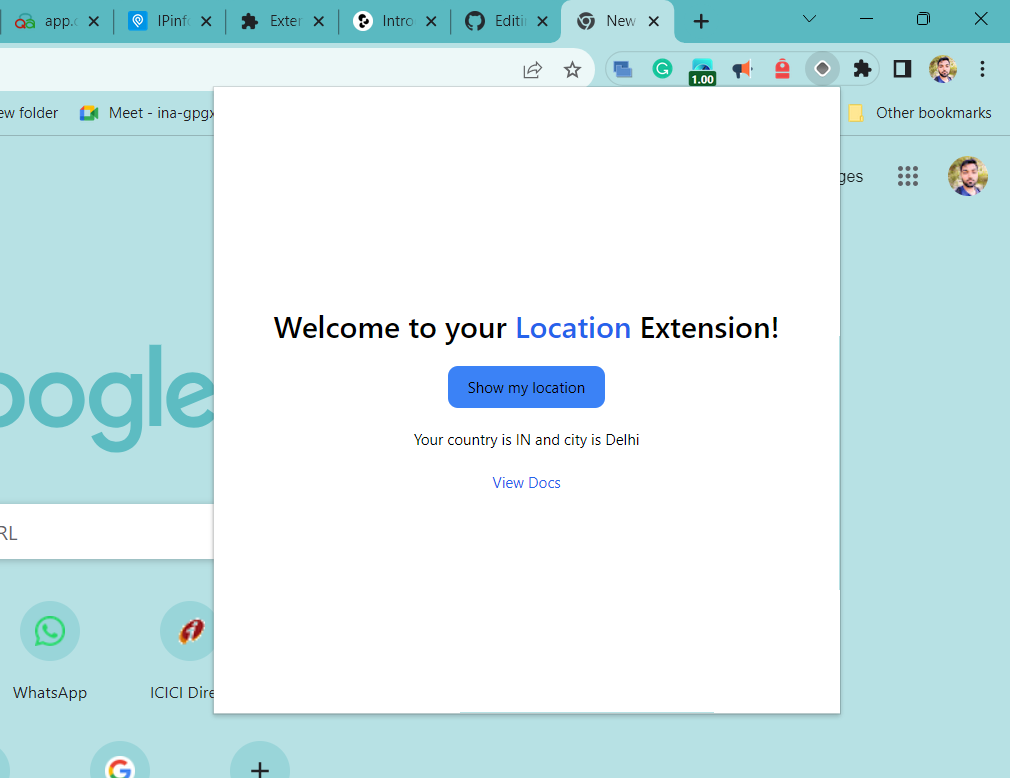 app.
IPinf
Exter
Intro
Editi
New
1.00
ew folder
Meet - ina-gpgx
Other bookmarks
ges
oogle
Welcome to your Location Extension!
Show my location
Your country is IN and city is Delhi
View Docs
RL
WhatsApp
ICICI Dire